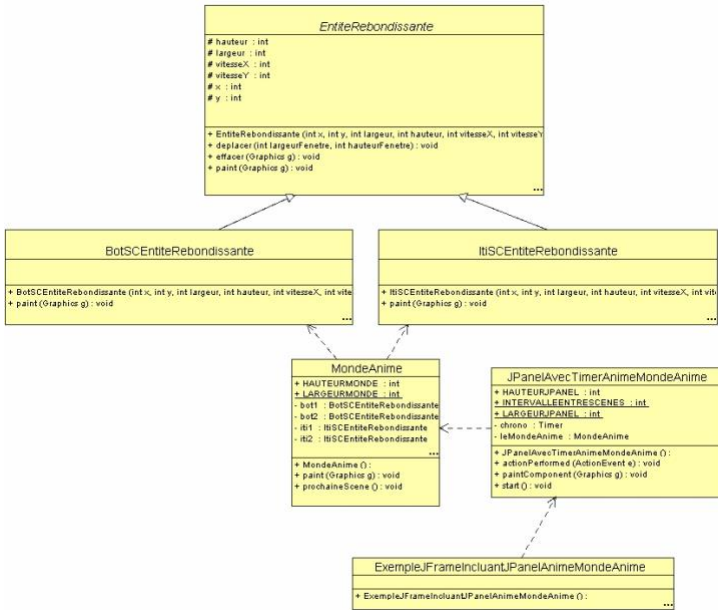 EntiteRebondissante
# hauteur : int
# largeur : int
# vitesseX : int
# vitesseY : int
# x : int
# y : int
+ EntiteRebondissante (int x, int y, int largeur, int hauteur, int vitesseX, int vitesseY
+ deplacer (int largeurFenetre, int hauteurFenetre) : void
+ effacer (Graphics g) : void
+ paint (Graphics g) : void
...
BotSCEntiteRebondissante
+ BotSCEntiteRebondissante (int x, int y, int largeur, int hauteur, int vitesseX, int vite
+ paint (Graphics g) : void
...
ItiSCEntiteRebondissante
+ ItiSCEntiteRebondissante (int x, int y, int largeur, int hauteur, int vitesseX, int vit
+ paint (Graphics g) : void
...
MondeAnime
+ HAUTEURMONDE : int
+ LARGEURMONDE : int
- bot1 : BotSCEntiteRebondissante
- bot2 : BotSCEntiteRebondissante
- iti1 : ItiSCEntiteRebondissante
- iti2 : ItiSCEntiteRebondissante
...
+ MondeAnime () :
+ paint (Graphics g) : void
+ prochaineScene () : void
JPanelAvecTimerAnimeMondeAnime
+ HAUTEURJPANEL : int
+ INTERVALLEENTRESCENES : int
+ LARGEURJPANEL : int
- chrono : Timer
- leMondeAnime : MondeAnime
+ JPanelAvecTimerAnimeMondeAnime () :
+ actionPerformed (ActionEvent e) : void
+ paintComponent (Graphics g) : void
+ start () : void
...
ExempleJFrameIncluantJPanelAnimeMondeAnime
+ ExempleJFrameIncluantJPanelAnimeMondeAnime () :
...